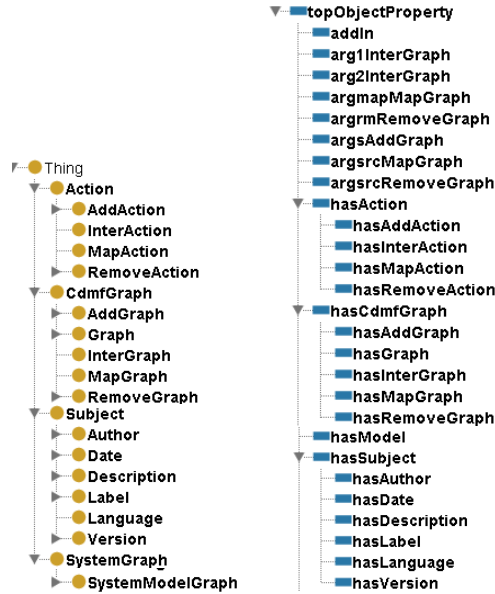 Thing
Action
AddAction
InterAction
MapAction
RemoveAction
CdmfGraph
AddGraph
Graph
InterGraph
MapGraph
RemoveGraph
Subject
Author
Date
Description
Label
Language
Version
SystemGraph
SystemModelGraph
topObjectProperty
addIn
arg1InterGraph
arg2InterGraph
argmapMapGraph
argrmRemoveGraph
argsAddGraph
argsrcMapGraph
argsrcRemoveGraph
hasAction
hasAddAction
hasInterAction
hasMapAction
hasRemoveAction
hasCdmfGraph
hasAddGraph
hasGraph
hasInterGraph
hasMapGraph
hasRemoveGraph
hasModel
hasSubject
hasAuthor
hasDate
hasDescription
hasLabel
hasLanguage
hasVersion